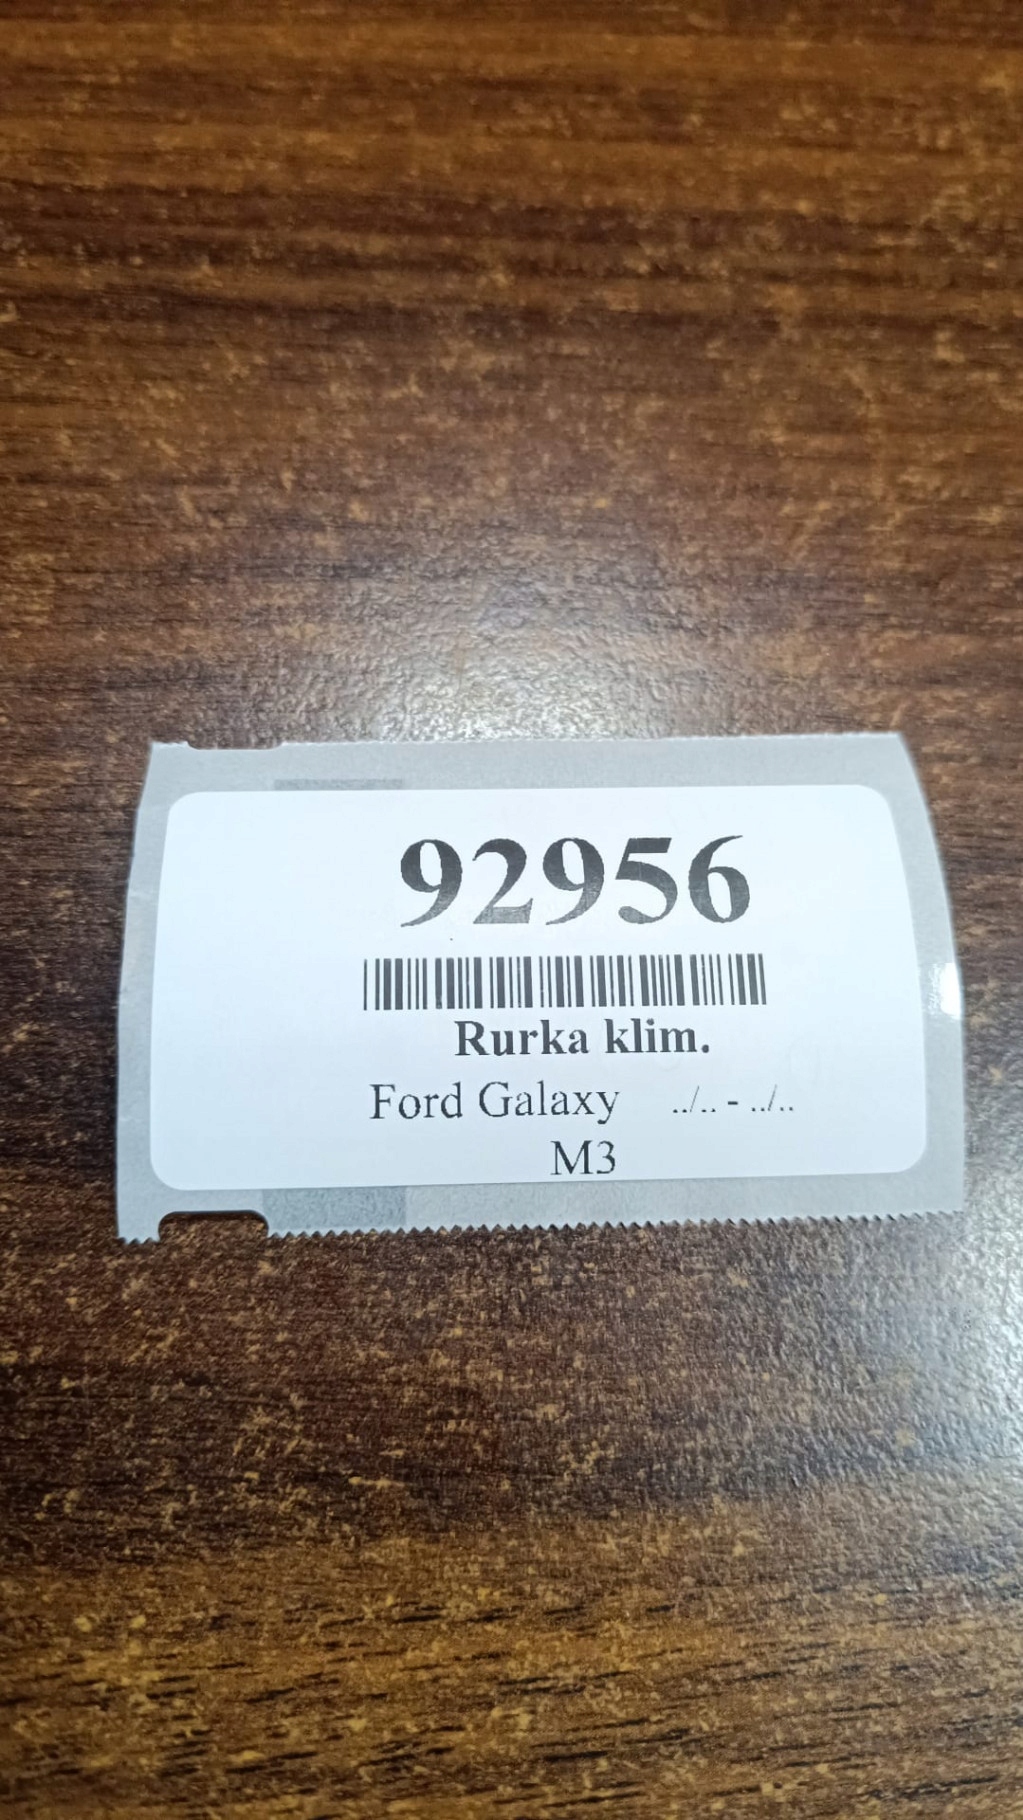 92956
Rurka klim.
Ford Galaxy ../.. - ../..
M3